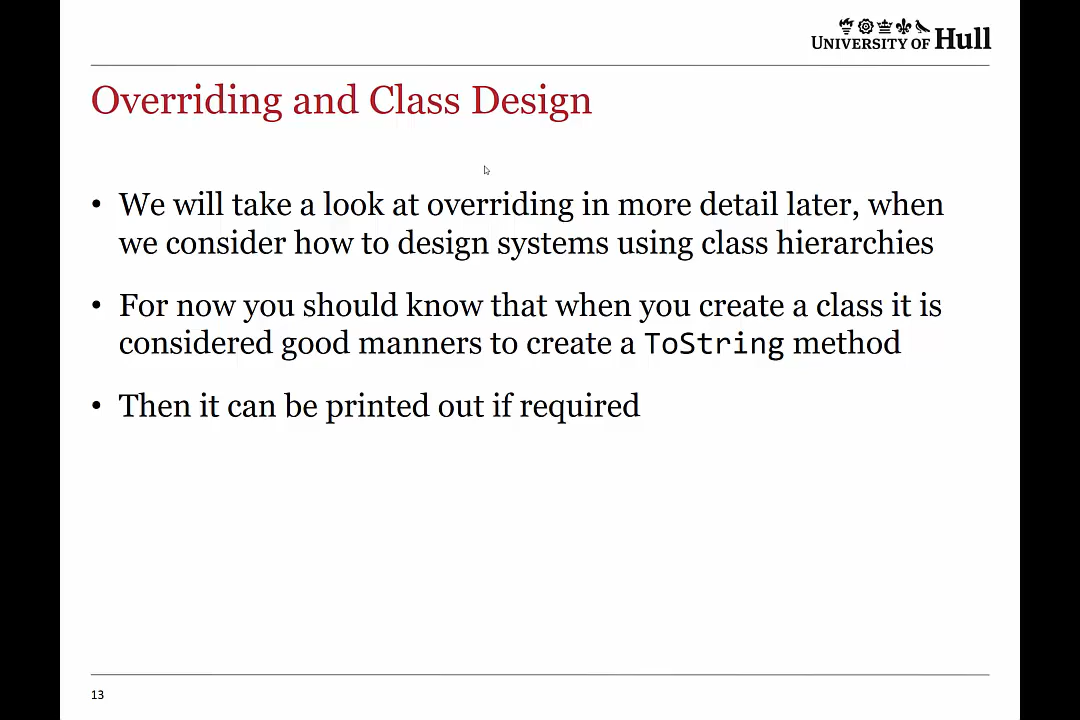 UNIVERSITY OF Hull
Overriding and Class Design
• We will take a look at overriding in more detail later, when
we consider how to design systems using class hierarchies
• For now you should know that when you create a class it is
considered good manners to create a ToString method
• Then it can be printed out if required
13